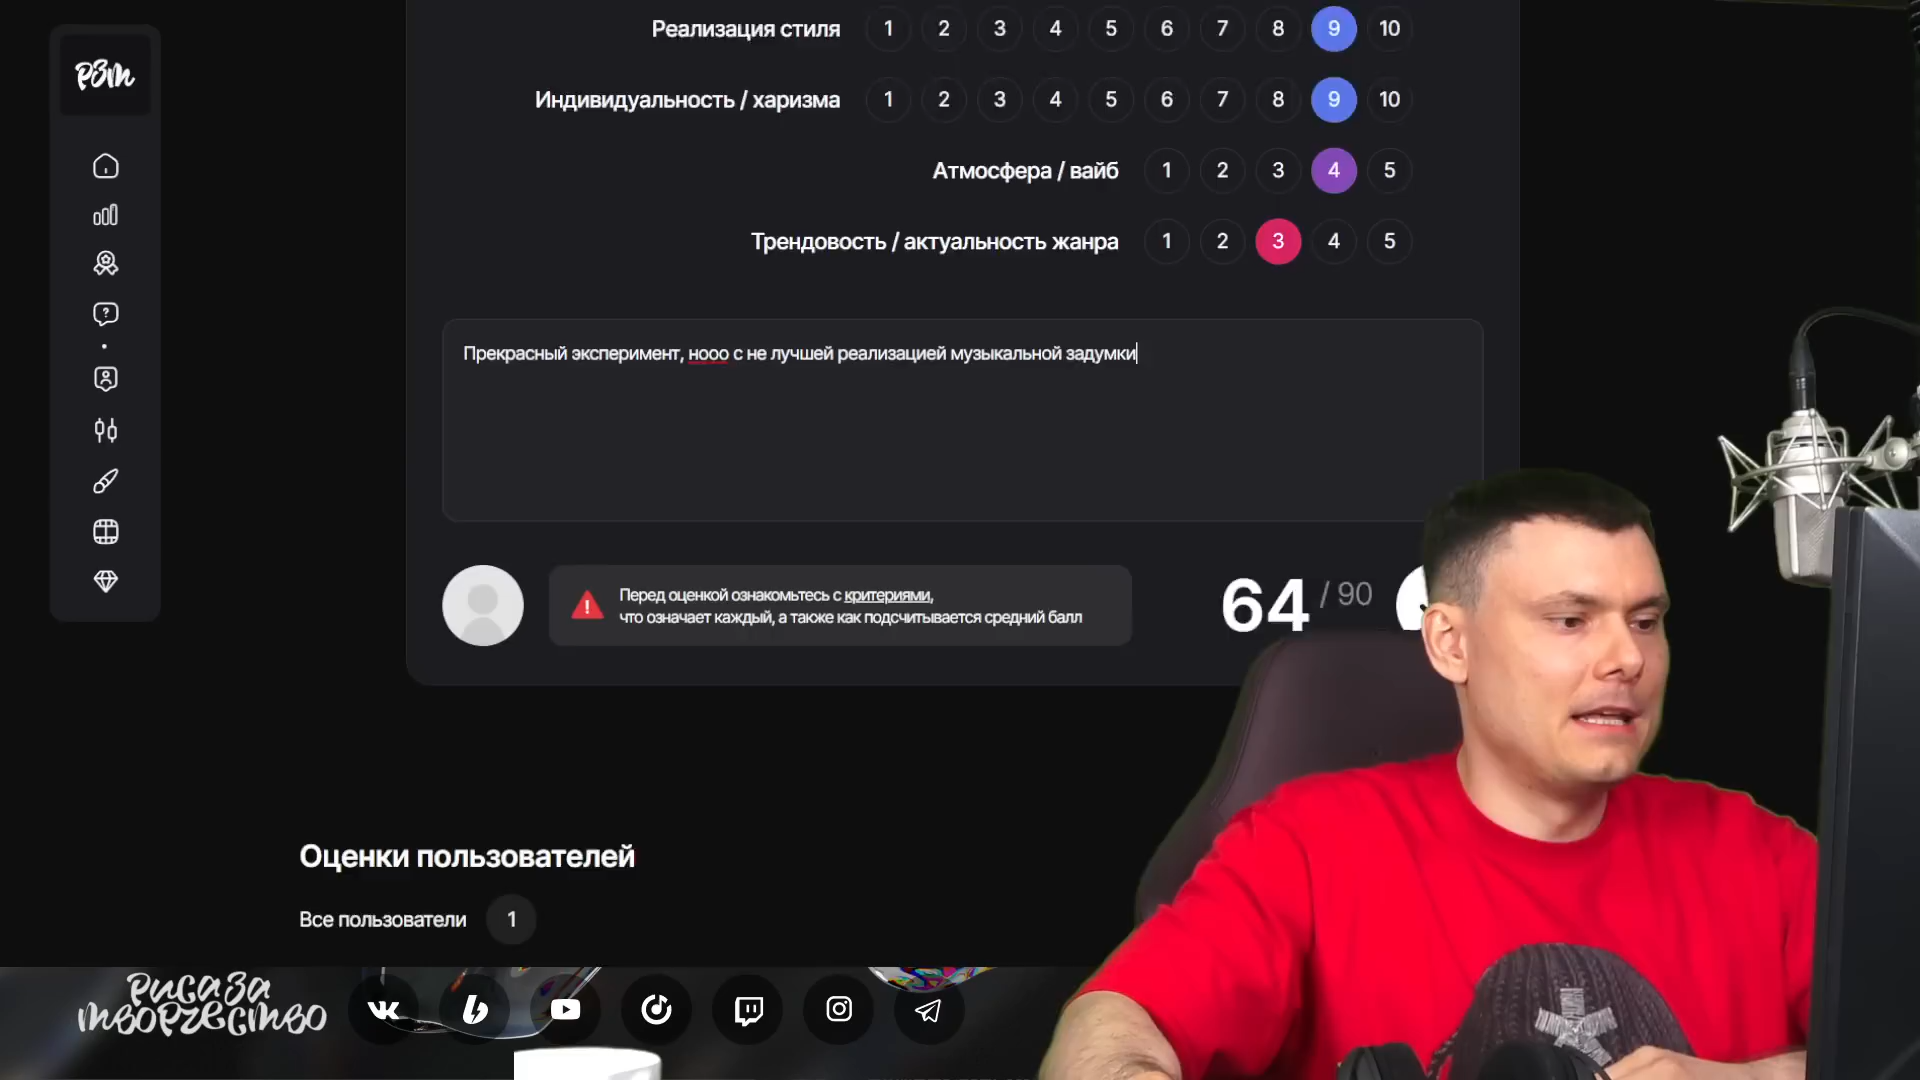 РЗТ
Реализация стиля 1 2 3 4 5 6 7 8 9 10
Индивидуальность / харизма 1 2 3 4 5 6 7 8 9 10
Атмосфера / вайб 1 2 3 4 5
Трендовость / актуальность жанра 1 2 3 4 5
Прекрасный эксперимент, нооо с не лучшей реализацией музыкальной задумки
Перед оценкой ознакомьтесь с критериями,
что означает каждый, а также как подсчитывается средний балл
64 / 90
Оценки пользователей
Все пользователи 1
РИСАЗА
ТВОРЧЕСТВО